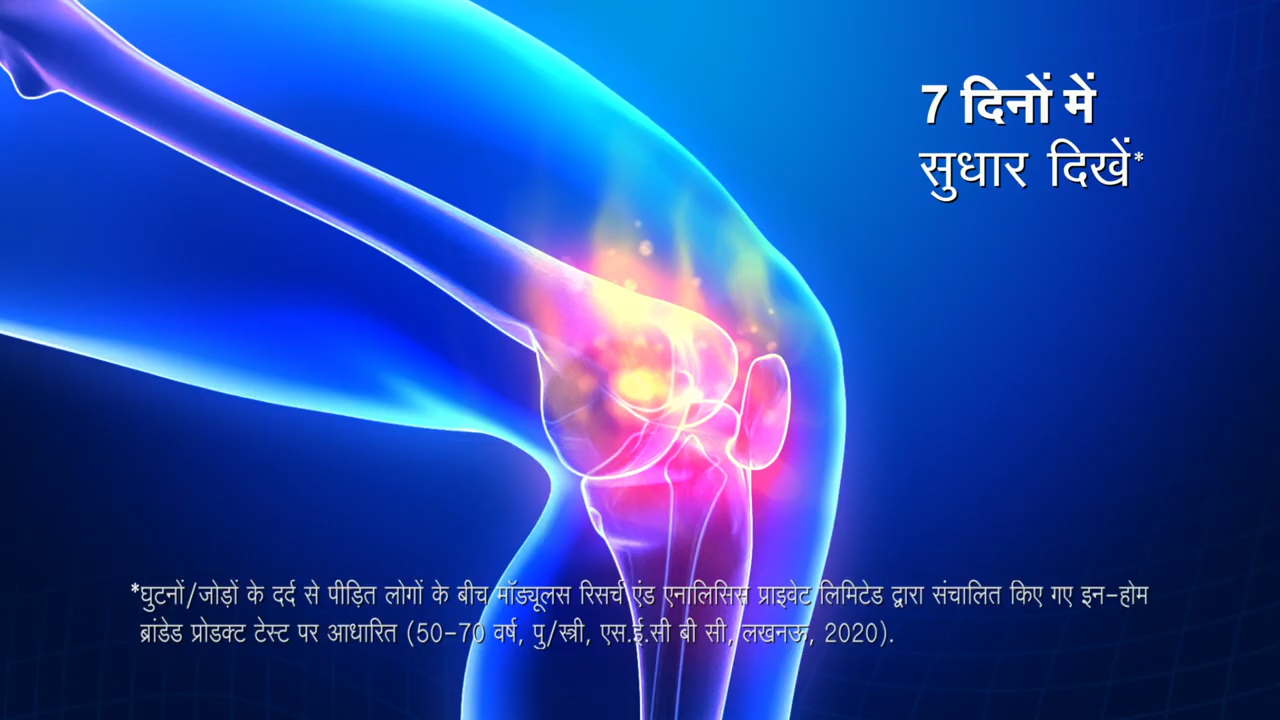 7 दिनों में
सुधार दिखें*
*घुटनों/जोड़ों के दर्द से पीड़ित लोगों के बीच मॉड्यूलस रिसर्च एंड एनालिसिस प्राइवेट लिमिटेड द्वारा संचालित किए गए इन-होम
ब्रांडेड प्रोडक्ट टेस्ट पर आधारित (50-70 वर्ष, पु/स्त्री, एस.ई.सी बी सी, लखनऊ, 2020).